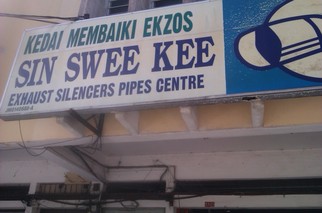 KEDAI MEMBAIKI EKZOS
SIN SWEE KEE
EXHAUST SILENCERS PIPES CENTRE